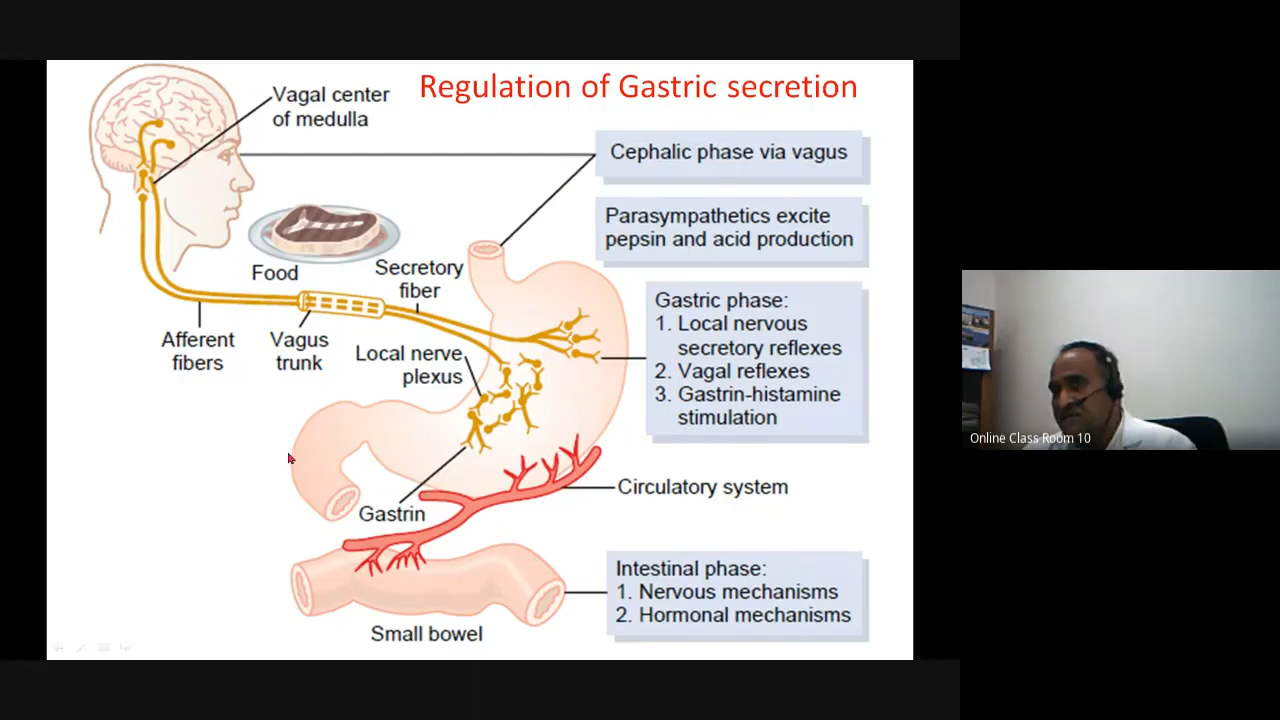 Regulation of Gastric secretion
Vagal center
of medulla
Cephalic phase via vagus
Parasympathetics excite
pepsin and acid production
Food
Secretory
fiber
Afferent
fibers
Vagus
trunk
Local nerve
plexus
Gastric phase:
1. Local nervous
secretory reflexes
2. Vagal reflexes
3. Gastrin-histamine
stimulation
Gastrin
Circulatory system
Intestinal phase:
1. Nervous mechanisms
2. Hormonal mechanisms
Small bowel
Online Class Room 10